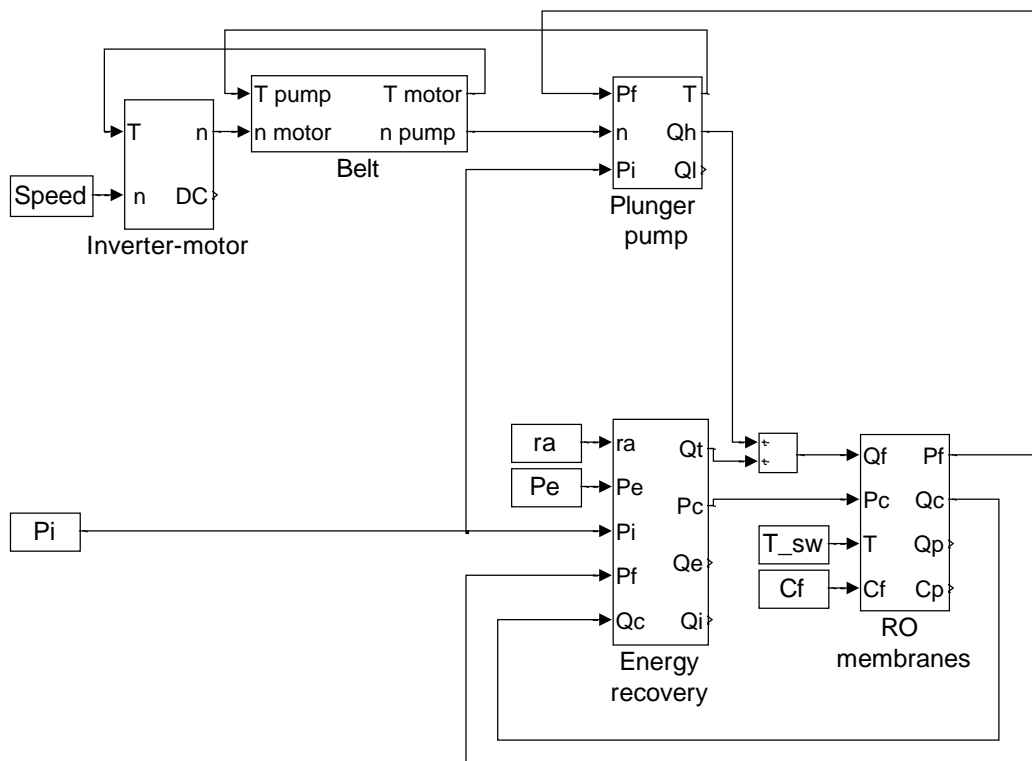 T pump T motor
n motor n pump
Belt
T n
n DC
Inverter-motor
Speed
Pf T
n Qh
Pi Ql
Plunger
pump
ra
Pe
Pi
ra Qt
Pe Pc
Pi Qe
Pf Qi
Qc
Energy
recovery
+
+
T_sw
Cf
Qf Pf
Pc Qc
T Qp
Cf Cp
RO
membranes